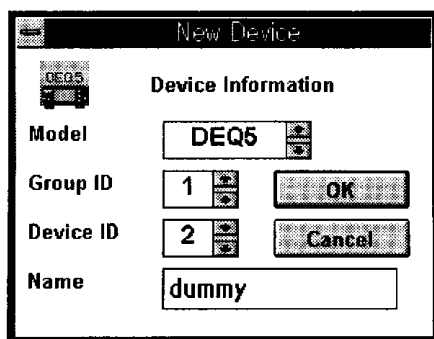 New Device
DEQ5
Device Information
Model DEQ5
Group ID 1 OK
Device ID 2 Cancel
Name dummy